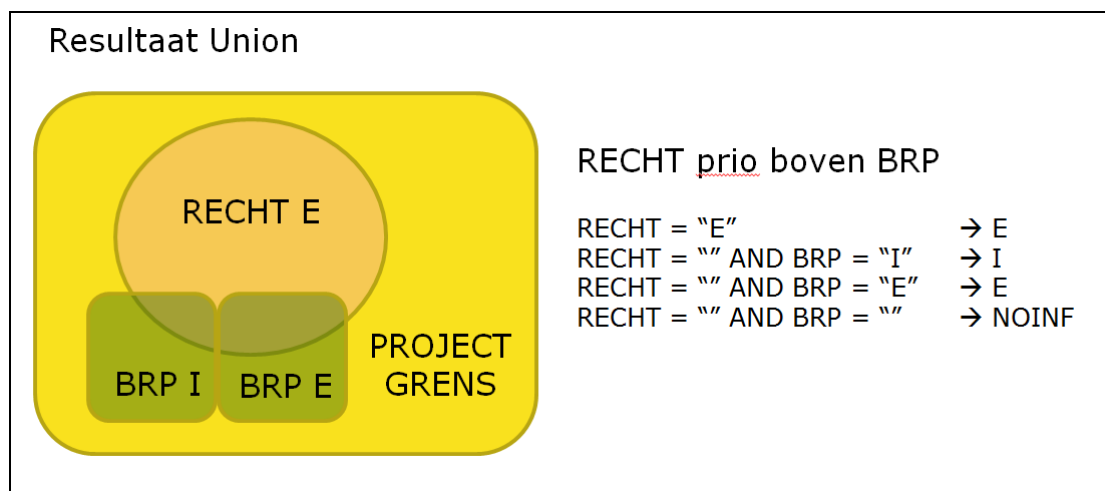 Resultaat Union
RECHT E
BRP I
BRP E
PROJECT
GRENS
RECHT prio boven BRP
RECHT = “E” → E
RECHT = “” AND BRP = “I” → I
RECHT = “” AND BRP = “E” → E
RECHT = “” AND BRP = “” → NOINF